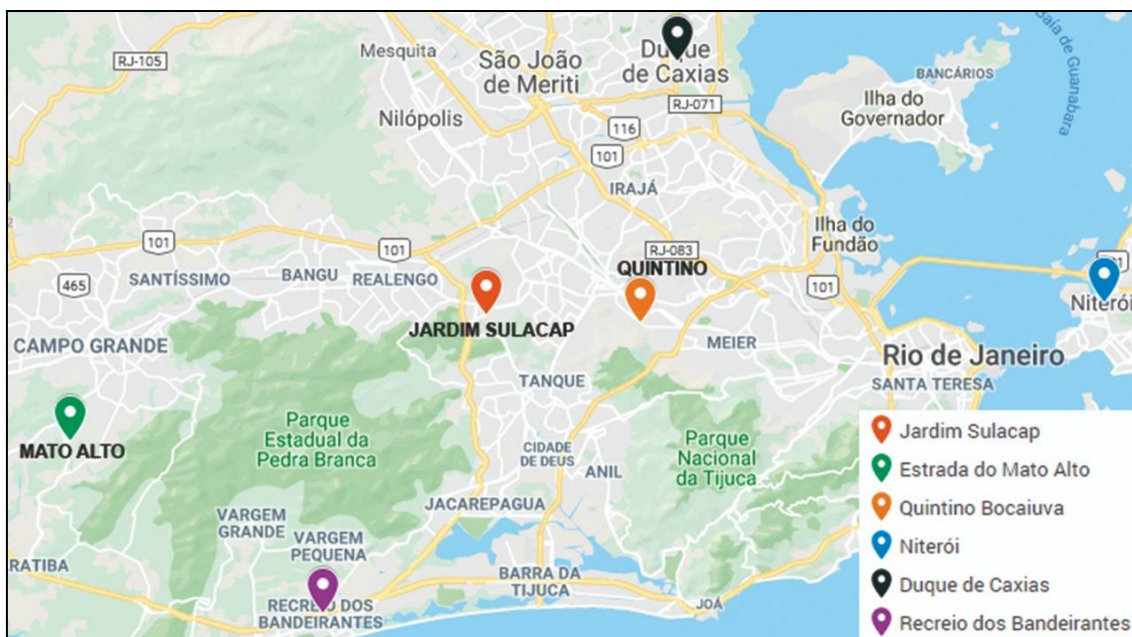 Mesquita
São João
de Meriti
Duque
de Caxias
RJ-105
BANCÁRIOS
Ilha do
Governador
Baía de Guanabara
RJ-071
Nilópolis
116
101
IRAJÁ
Ilha do
Fundão
101
101
RJ-083
QUINTINO
SANTÍSSIMO
BANGU
REALENGO
465
101
Niterói
JARDIM SULACAP
CAMPO GRANDE
MEIER
Rio de Janeiro
SANTA TERESA
TANQUE
MATO ALTO
Parque
Estadual da
Pedra Branca
CIDADE
DE DEUS
ANIL
Parque
Nacional
da Tijuca
JACAREPAGUA
VARGEM
GRANDE
VARGEM
PEQUENA
RATIBA
RECREIO DOS
BANDEIRANTES
BARRA DA
TIJUCA
JOÁ
Jardim Sulacap
Estrada do Mato Alto
Quintino Bocaiuva
Niterói
Duque de Caxias
Recreio dos Bandeirantes